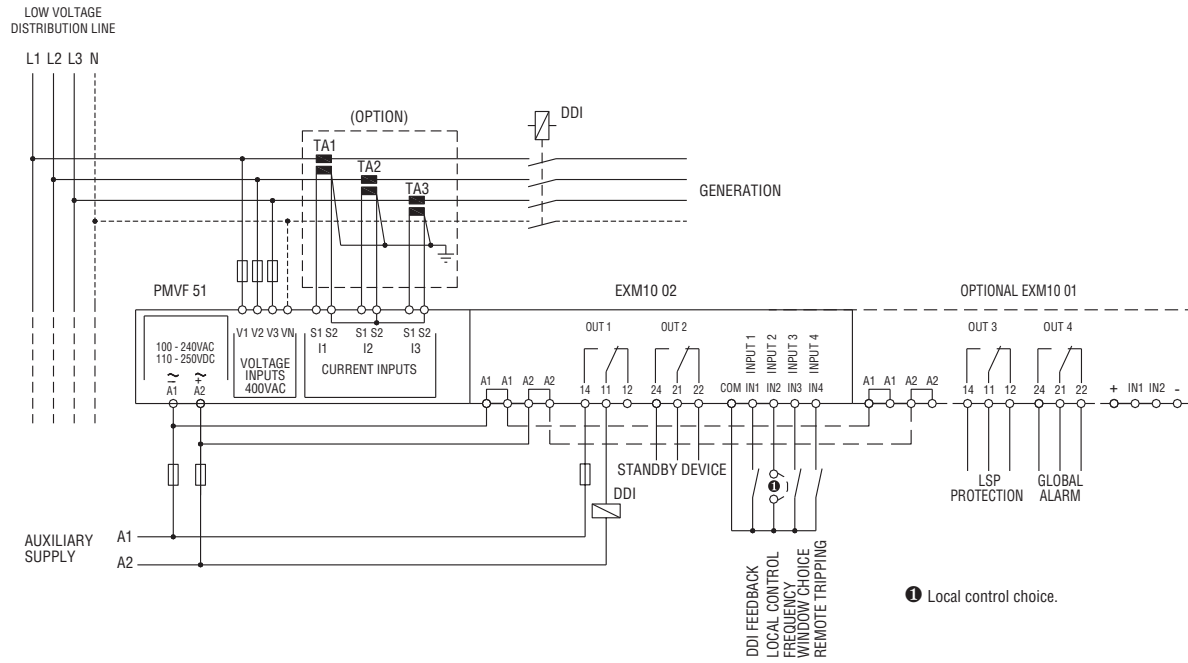 LOW VOLTAGE
DISTRIBUTION LINE
L1 L2 L3 N
(OPTION)
DDI
TA1
TA2
TA3
GENERATION
PMVF 51
EXM10 02
OPTIONAL EXM10 01
100 - 240VAC
110 - 250VDC
~ ~
- +
A1 A2
V1 V2 V3 VN
VOLTAGE
INPUTS
400VAC
S1 S2 S1 S2 S1 S2
I1 I2 I3
CURRENT INPUTS
A1 A1 A2 A2
OUT 1
14 11 12
OUT 2
24 21 22
INPUT 1
INPUT 2
INPUT 3
INPUT 4
COM IN1 IN2 IN3 IN4
A1 A1 A2 A2
OUT 3
14 11 12
OUT 4
24 21 22
+ IN1 IN2 -
STANDBY DEVICE
❶
LSP
PROTECTION
GLOBAL
ALARM
DDI
AUXILIARY
SUPPLY
A1
A2
DDI FEEDBACK
LOCAL CONTROL
FREQUENCY
WINDOW CHOICE
REMOTE TRIPPING
❶ Local control choice.